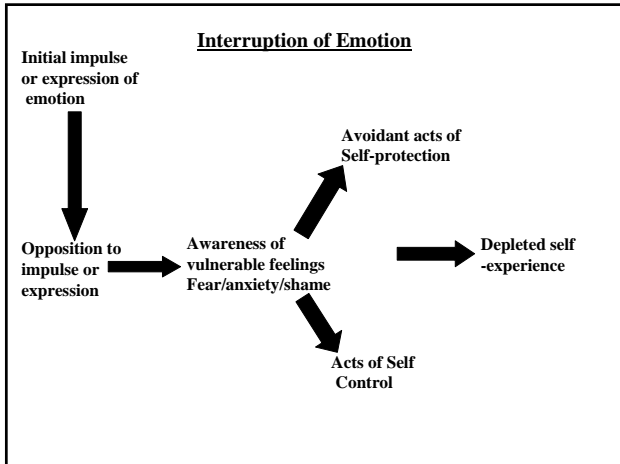 Interruption of Emotion
Initial impulse
or expression of
emotion
Avoidant acts of
Self-protection
Opposition to
impulse or
expression
Awareness of
vulnerable feelings
Fear/anxiety/shame
Depleted self
-experience
Acts of Self
Control